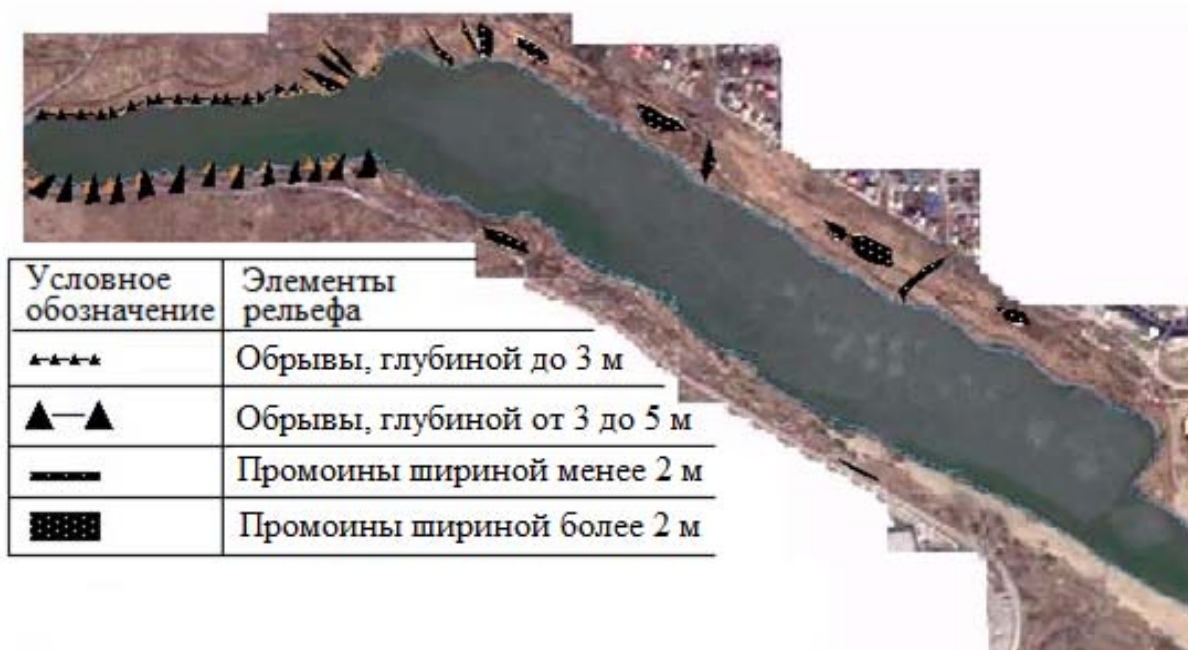 Условное
обозначение
Элементы
рельефа
Обрывы, глубиной до 3 м
Обрывы, глубиной от 3 до 5 м
Промоины шириной менее 2 м
Промоины шириной более 2 м